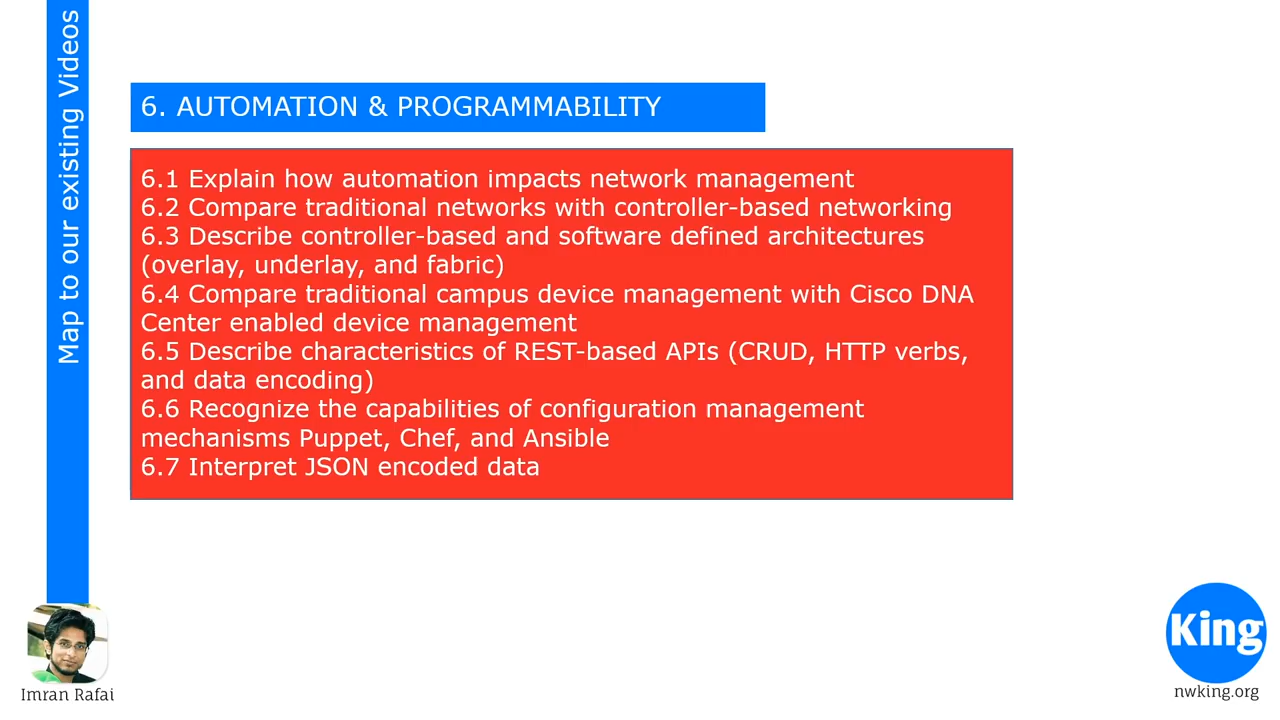 Map to our existing Videos
6. AUTOMATION & PROGRAMMABILITY
6.1 Explain how automation impacts network management
6.2 Compare traditional networks with controller-based networking
6.3 Describe controller-based and software defined architectures
(overlay, underlay, and fabric)
6.4 Compare traditional campus device management with Cisco DNA
Center enabled device management
6.5 Describe characteristics of REST-based APIs (CRUD, HTTP verbs,
and data encoding)
6.6 Recognize the capabilities of configuration management
mechanisms Puppet, Chef, and Ansible
6.7 Interpret JSON encoded data
Imran Rafai
King
nwking.org